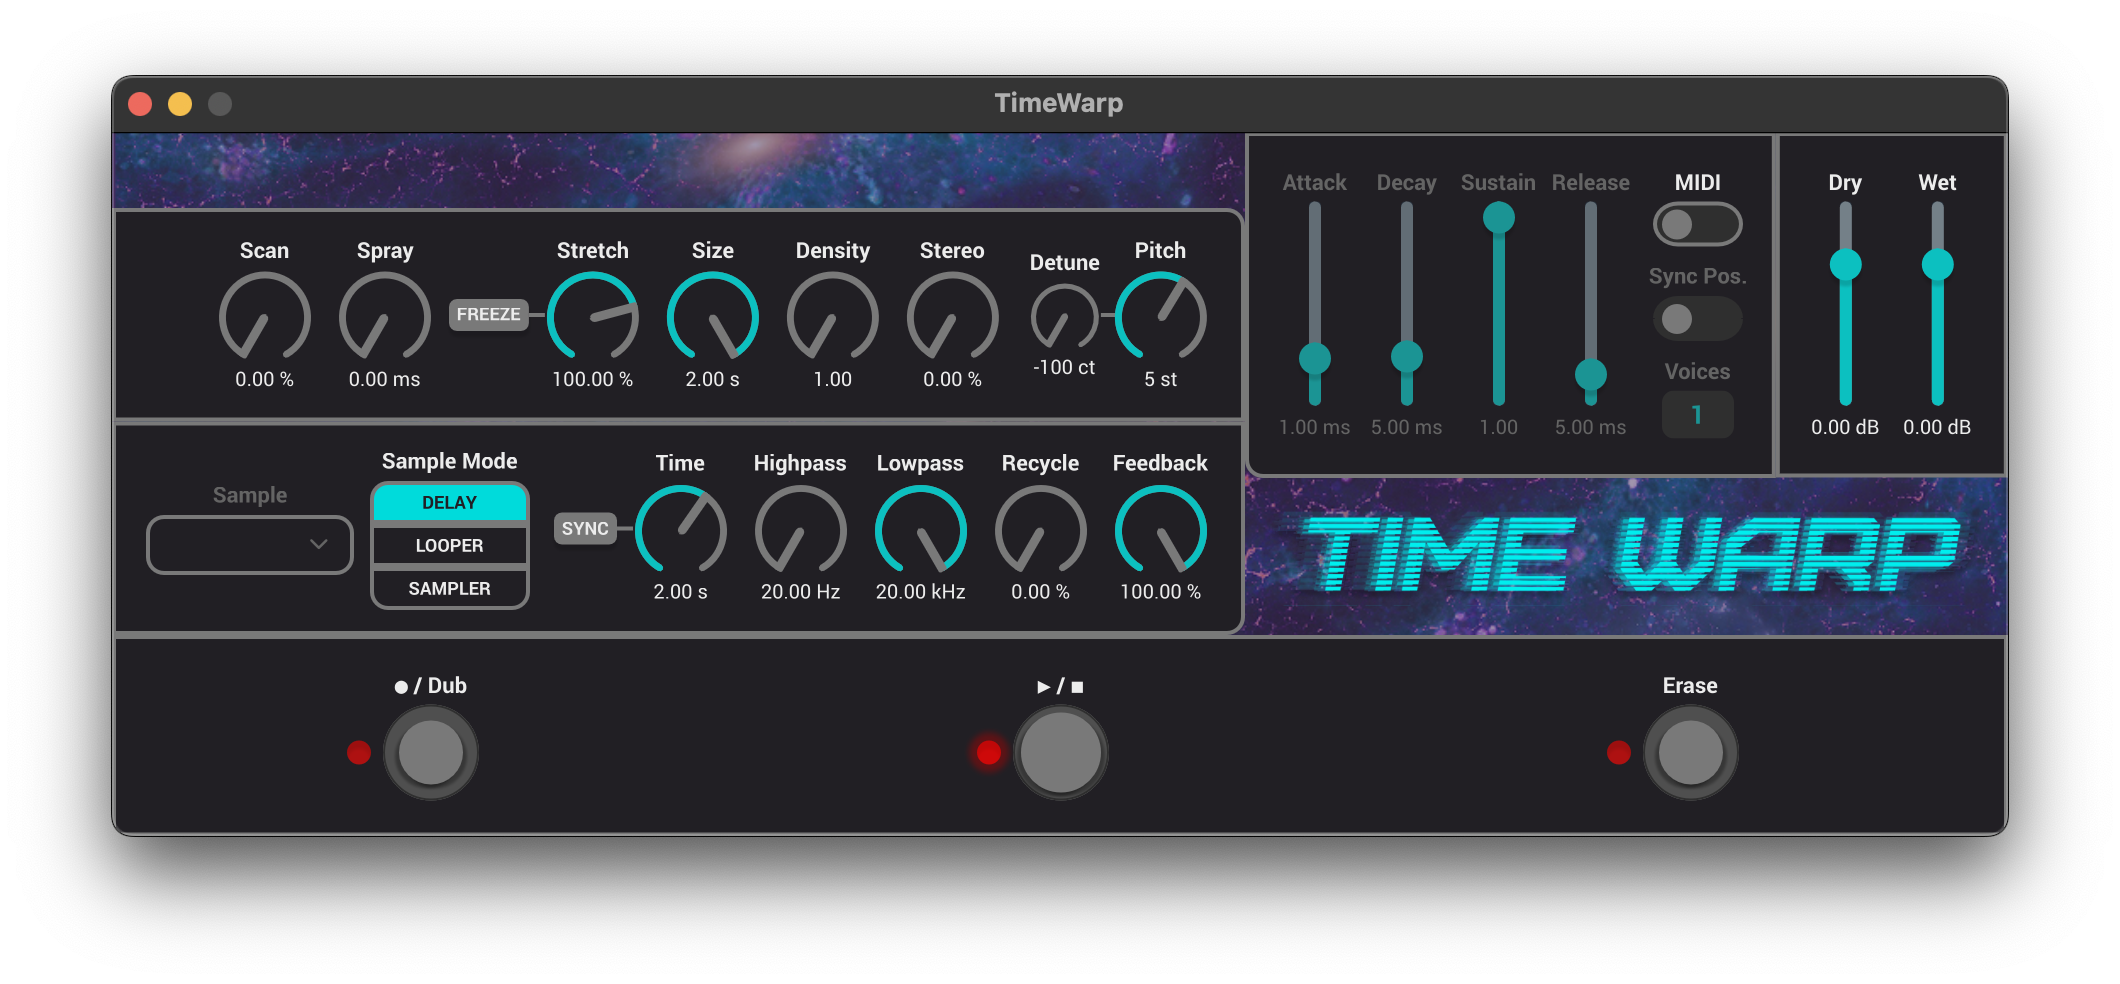 TimeWarp
Scan Spray Stretch Size Density Stereo Detune Pitch
FREEZE
0.00 % 0.00 ms 100.00 % 2.00 s 1.00 0.00 % -100 ct 5 st
Attack Decay Sustain Release MIDI
Sync Pos.
Voices
1
1.00 ms 5.00 ms 1.00 5.00 ms
Dry Wet
0.00 dB 0.00 dB
Sample
Sample Mode
DELAY
LOOPER
SAMPLER
Time Highpass Lowpass Recycle Feedback
SYNC
2.00 s 20.00 Hz 20.00 kHz 0.00 % 100.00 %
TIME WARP
● / Dub
▶ / ■
Erase